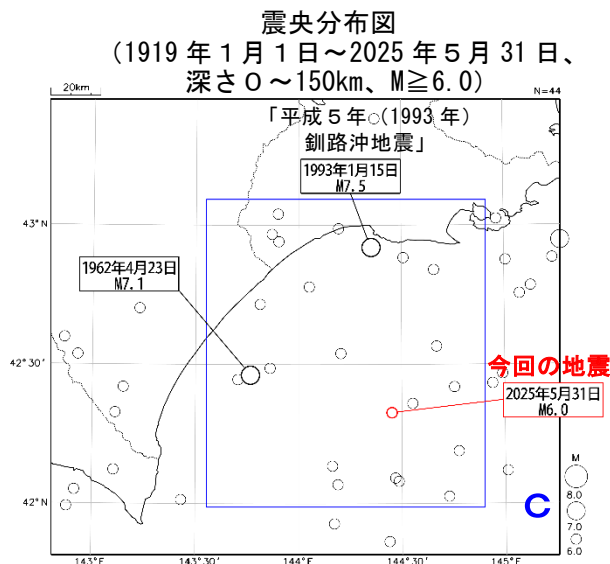 震央分布図
(1919 年１月１日～2025 年５月 31 日、
深さ０～150km、M≧6.0)
20km
N=44
「平成５年(1993 年)
釧路沖地震」
1993年1月15日
M7.5
43°N
1962年4月23日
M7.1
42°30′
今回の地震
2025年5月31日
M6.0
M
8.0
7.0
6.0
C
42°N
143°E
143°30′
144°E
144°30′
145°E